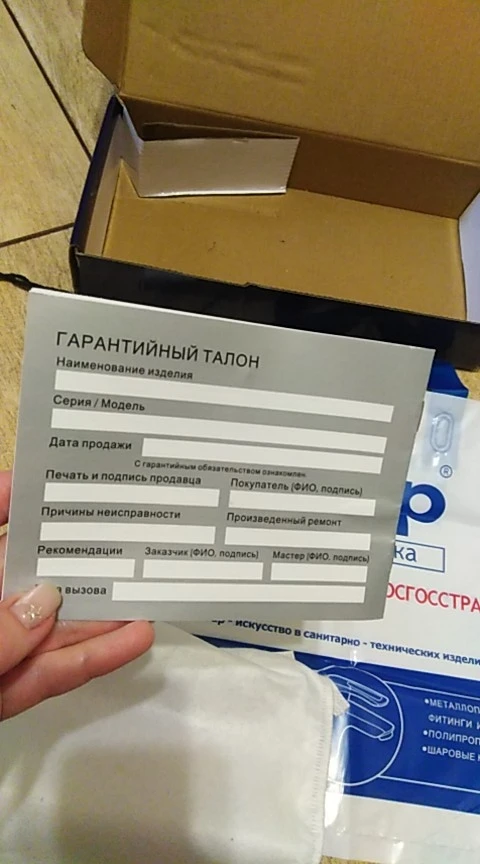 ГАРАНТИЙНЫЙ ТАЛОН
Наименование изделия
Серия / Модель
Дата продажи
С гарантийным обязательством ознакомлен
Печать и подпись продавца
Покупатель (ФИО, подпись)
Причины неисправности
Произведенный ремонт
Рекомендации
Заказчик (ФИО, подпись)
Мастер (ФИО, подпись)
вызова
®
р
ка
ОСГОССТРА
- искусство в санитарно - технических издели
•МЕТАЛЛОП
ФИТИНГИ И
•ПОЛИПРОП
•ШАРОВЫЕ